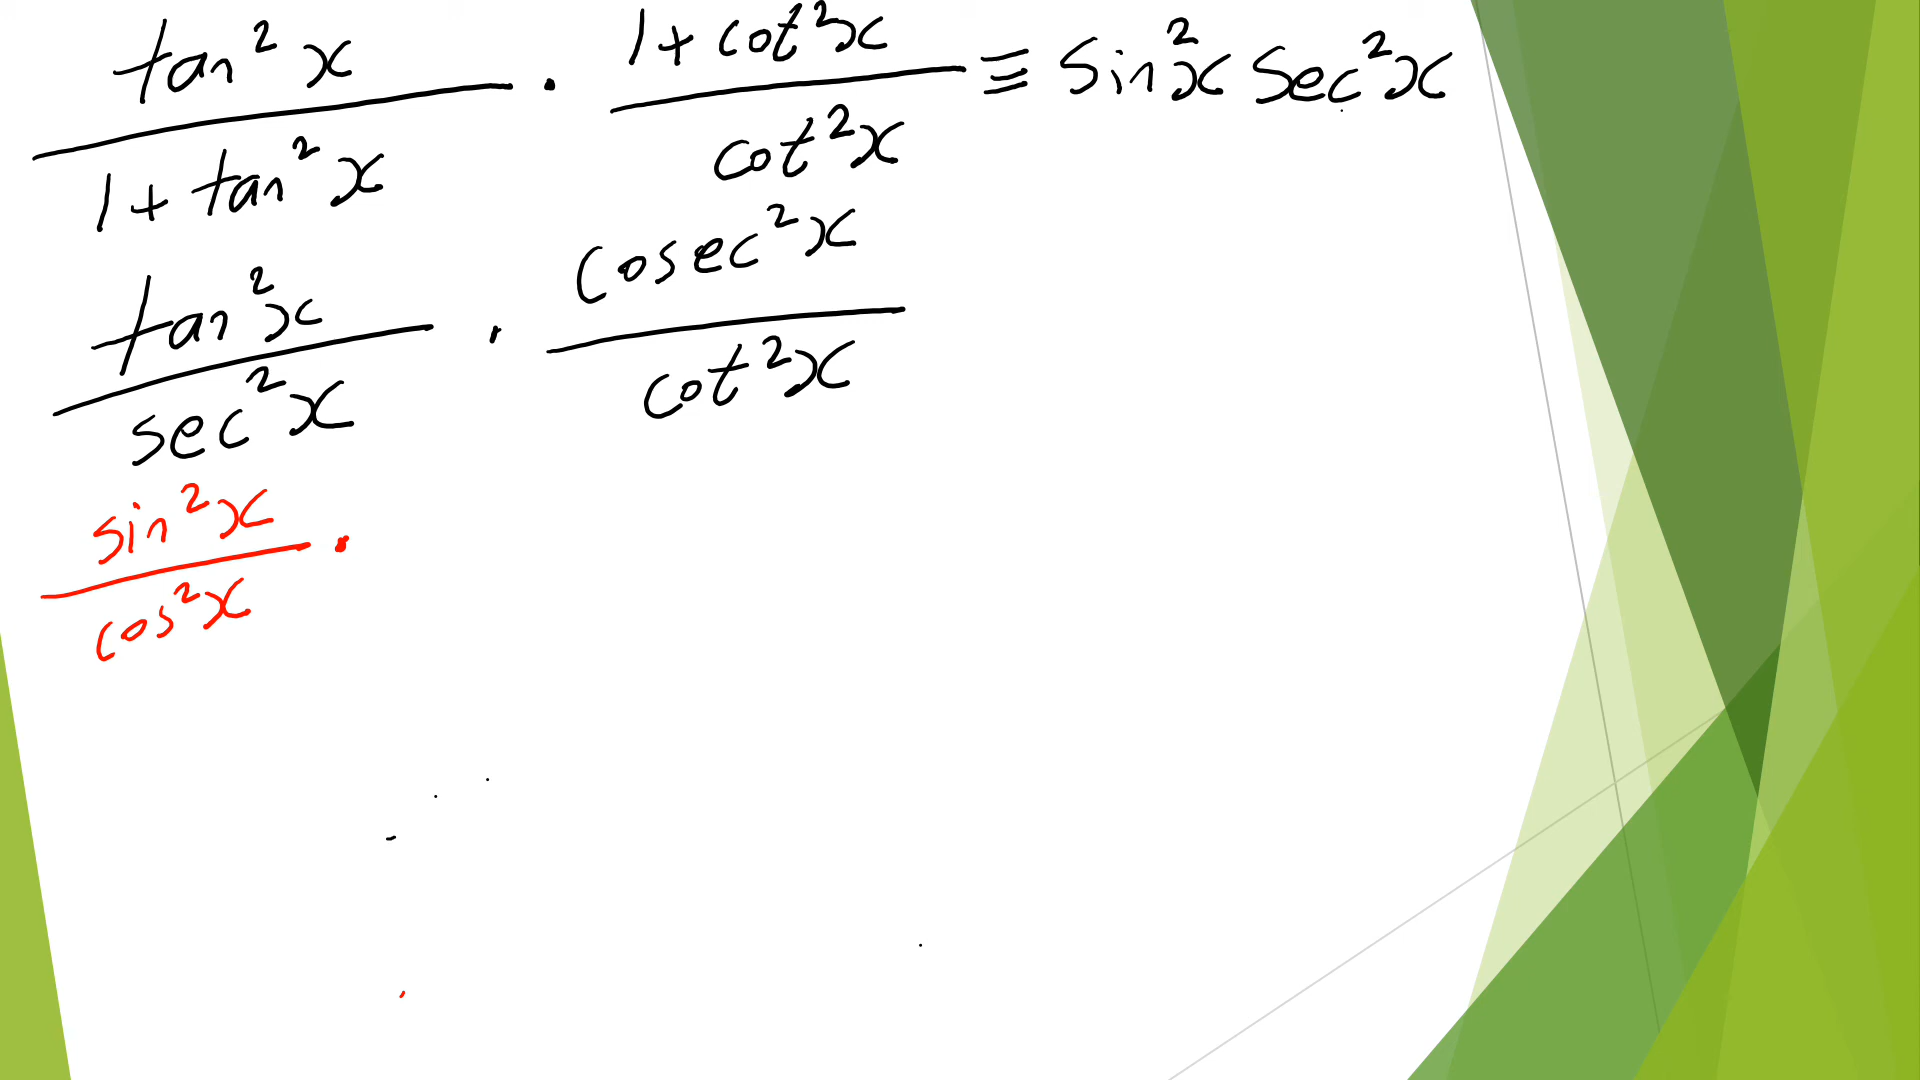 tan²x / 1 + tan²x · 1 + cot²x / cot²x ≡ sin²x sec²x
tan²x / sec²x · cosec²x / cot²x
sin²x / cos²x ·